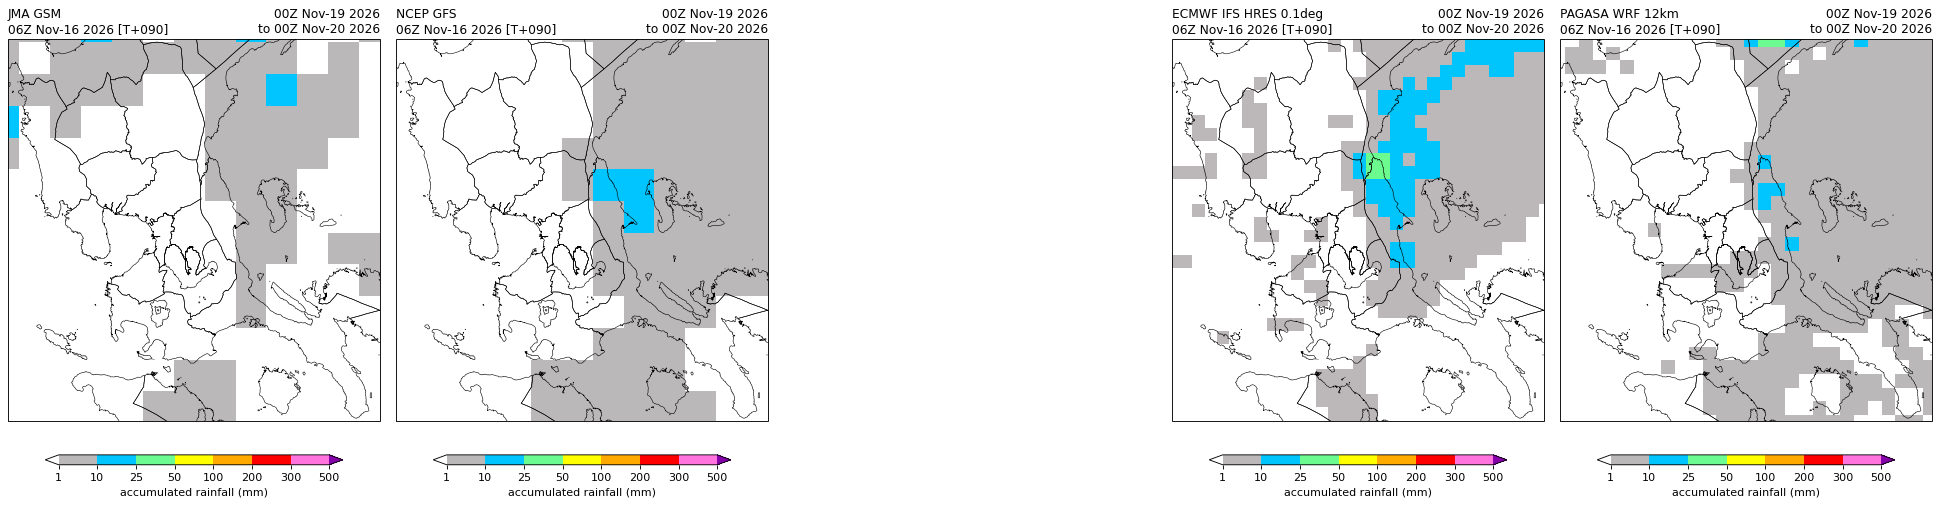 JMA GSM 00Z Nov-19 2026
06Z Nov-16 2026 [T+090] to 00Z Nov-20 2026
NCEP GFS 00Z Nov-19 2026
06Z Nov-16 2026 [T+090] to 00Z Nov-20 2026
ECMWF IFS HRES 0.1deg 00Z Nov-19 2026
06Z Nov-16 2026 [T+090] to 00Z Nov-20 2026
PAGASA WRF 12km 00Z Nov-19 2026
06Z Nov-16 2026 [T+090] to 00Z Nov-20 2026
1 10 25 50 100 200 300 500
accumulated rainfall (mm)
1 10 25 50 100 200 300 500
accumulated rainfall (mm)
1 10 25 50 100 200 300 500
accumulated rainfall (mm)
1 10 25 50 100 200 300 500
accumulated rainfall (mm)